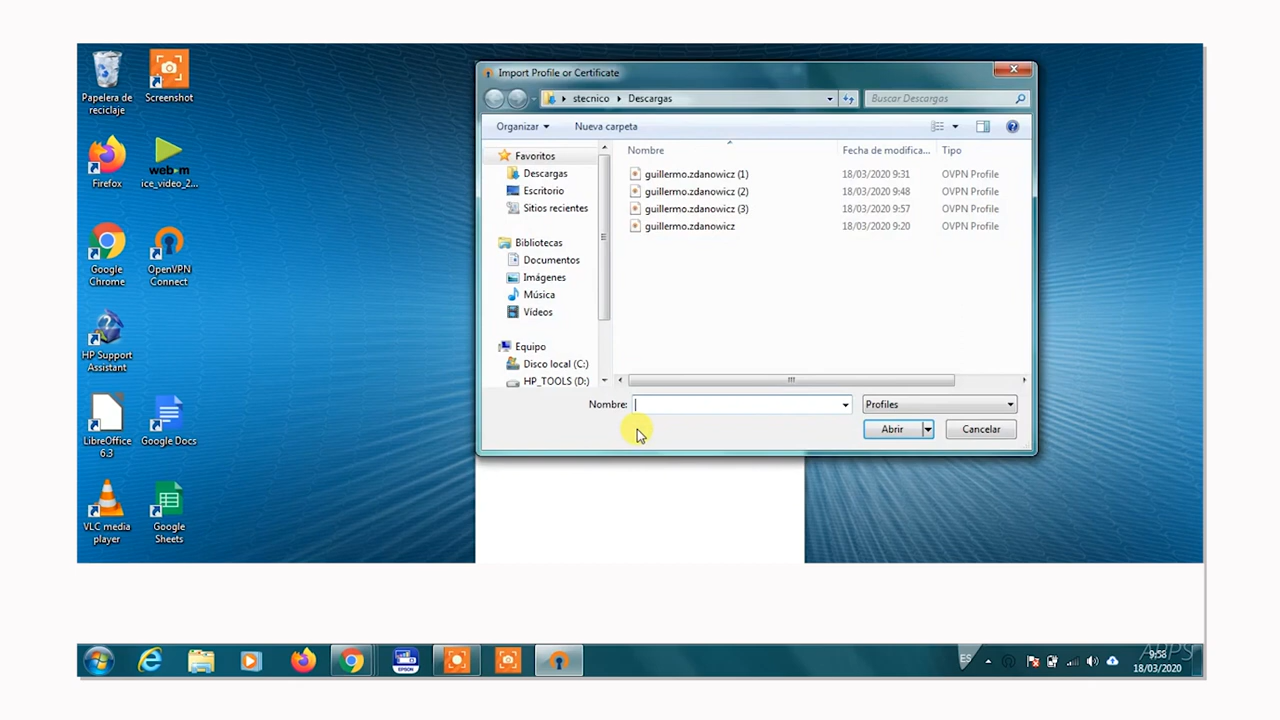 Papelera de
reciclaje
Screenshot
Firefox
web-m
ice_video_2...
Google
Chrome
OpenVPN
Connect
HP Support
Assistant
LibreOffice
6.3
Google Docs
VLC media
player
Google
Sheets
Import Profile or Certificate
stecnico
Descargas
Buscar Descargas
Organizar
Nueva carpeta
Favoritos
Descargas
Escritorio
Sitios recientes
Bibliotecas
Documentos
Imágenes
Música
Vídeos
Equipo
Disco local (C:)
HP_TOOLS (D:)
Nombre Fecha de modifica... Tipo
guillermo.zdanowicz (1) 18/03/2020 9:31 OVPN Profile
guillermo.zdanowicz (2) 18/03/2020 9:48 OVPN Profile
guillermo.zdanowicz (3) 18/03/2020 9:57 OVPN Profile
guillermo.zdanowicz 18/03/2020 9:20 OVPN Profile
Nombre:
Profiles
Abrir
Cancelar
EPSON
ES
APPS
9:58
18/03/2020